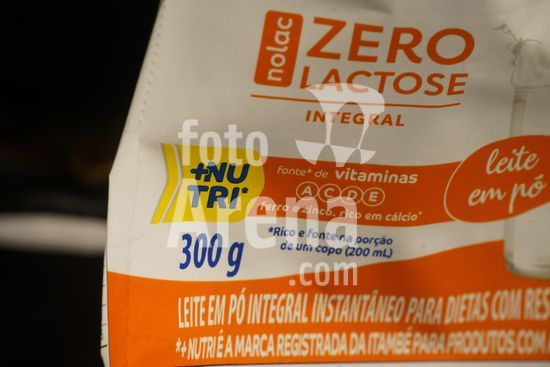 nolac
ZERO
LACTOSE
INTEGRAL
foto
Arena
.com
+NU
TRI*
fonte* de vitaminas
A C D E
ferro e zinco, rico em cálcio*
leite
em pó
300 g
*Rico e fonte na porção
de um copo (200 mL)
LEITE EM PÓ INTEGRAL INSTANTÂNEO PARA DIETAS COM RES
*+NUTRI É A MARCA REGISTRADA DA ITAMBÉ PARA PRODUTOS COM